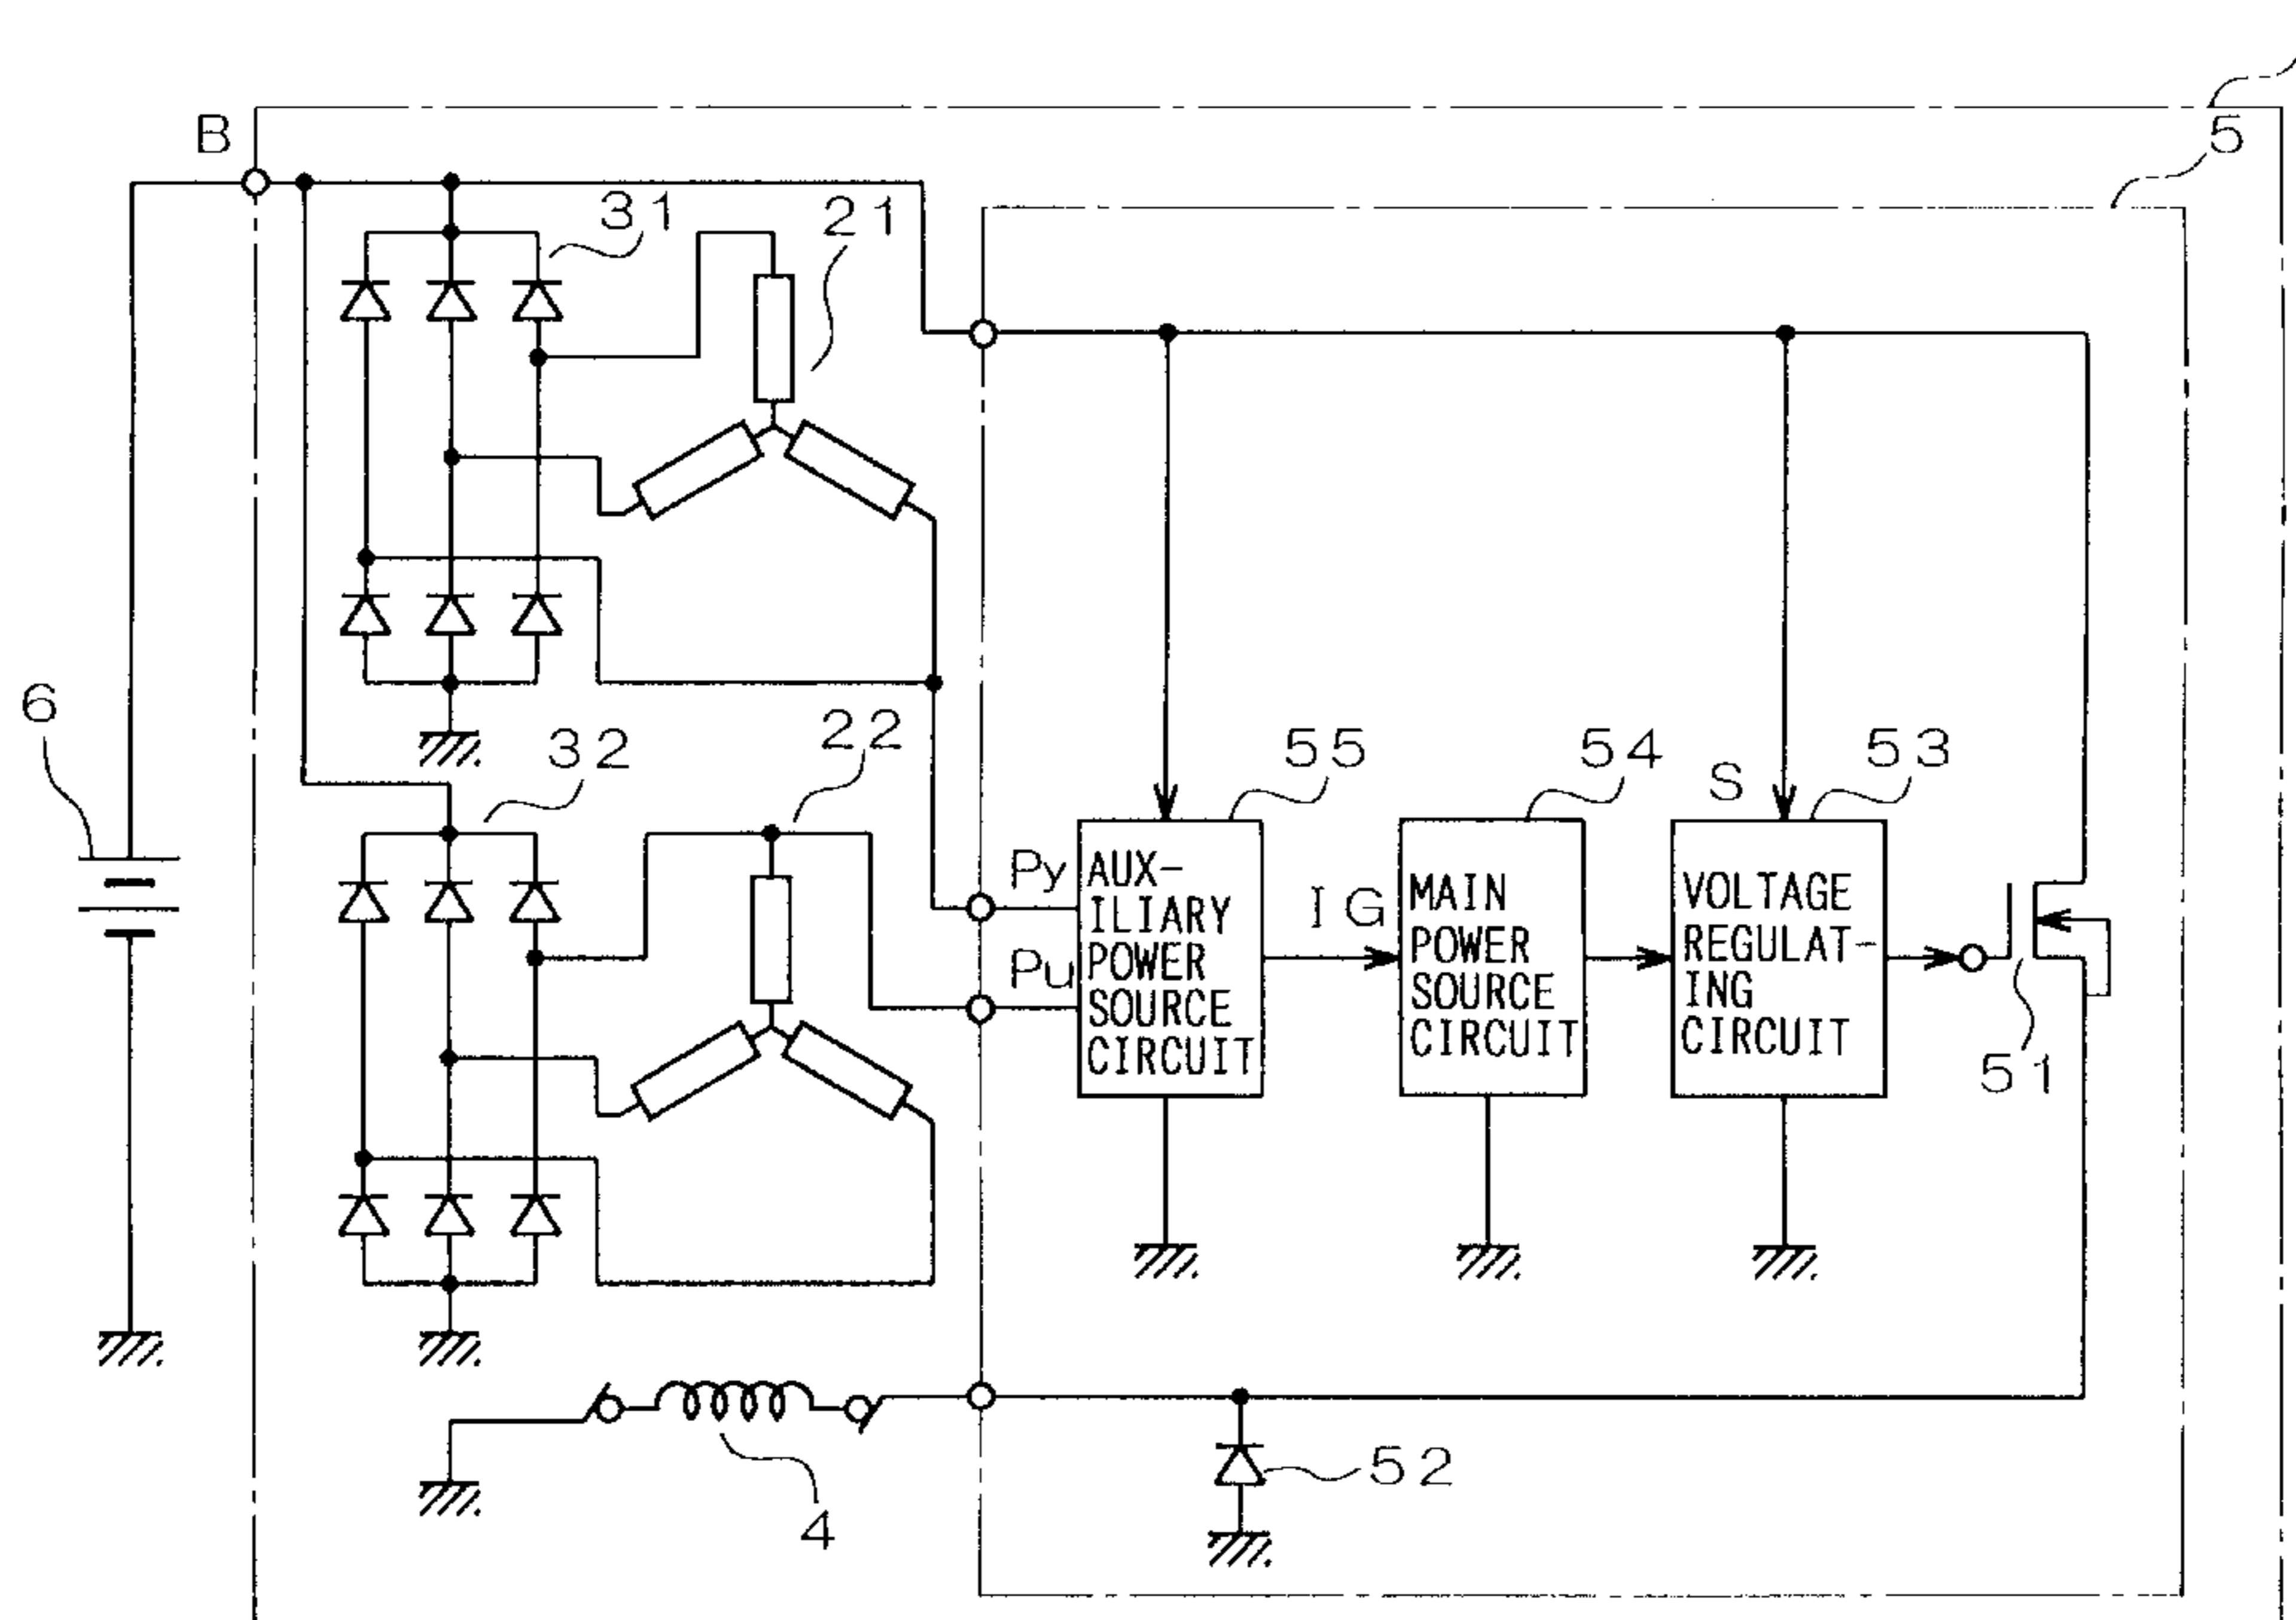 B
5
31
21
6
32
22
55
54
53
S
Py
Pu
AUX-
ILIARY
POWER
SOURCE
CIRCUIT
IG
MAIN
POWER
SOURCE
CIRCUIT
VOLTAGE
REGULAT-
ING
CIRCUIT
51
52
4